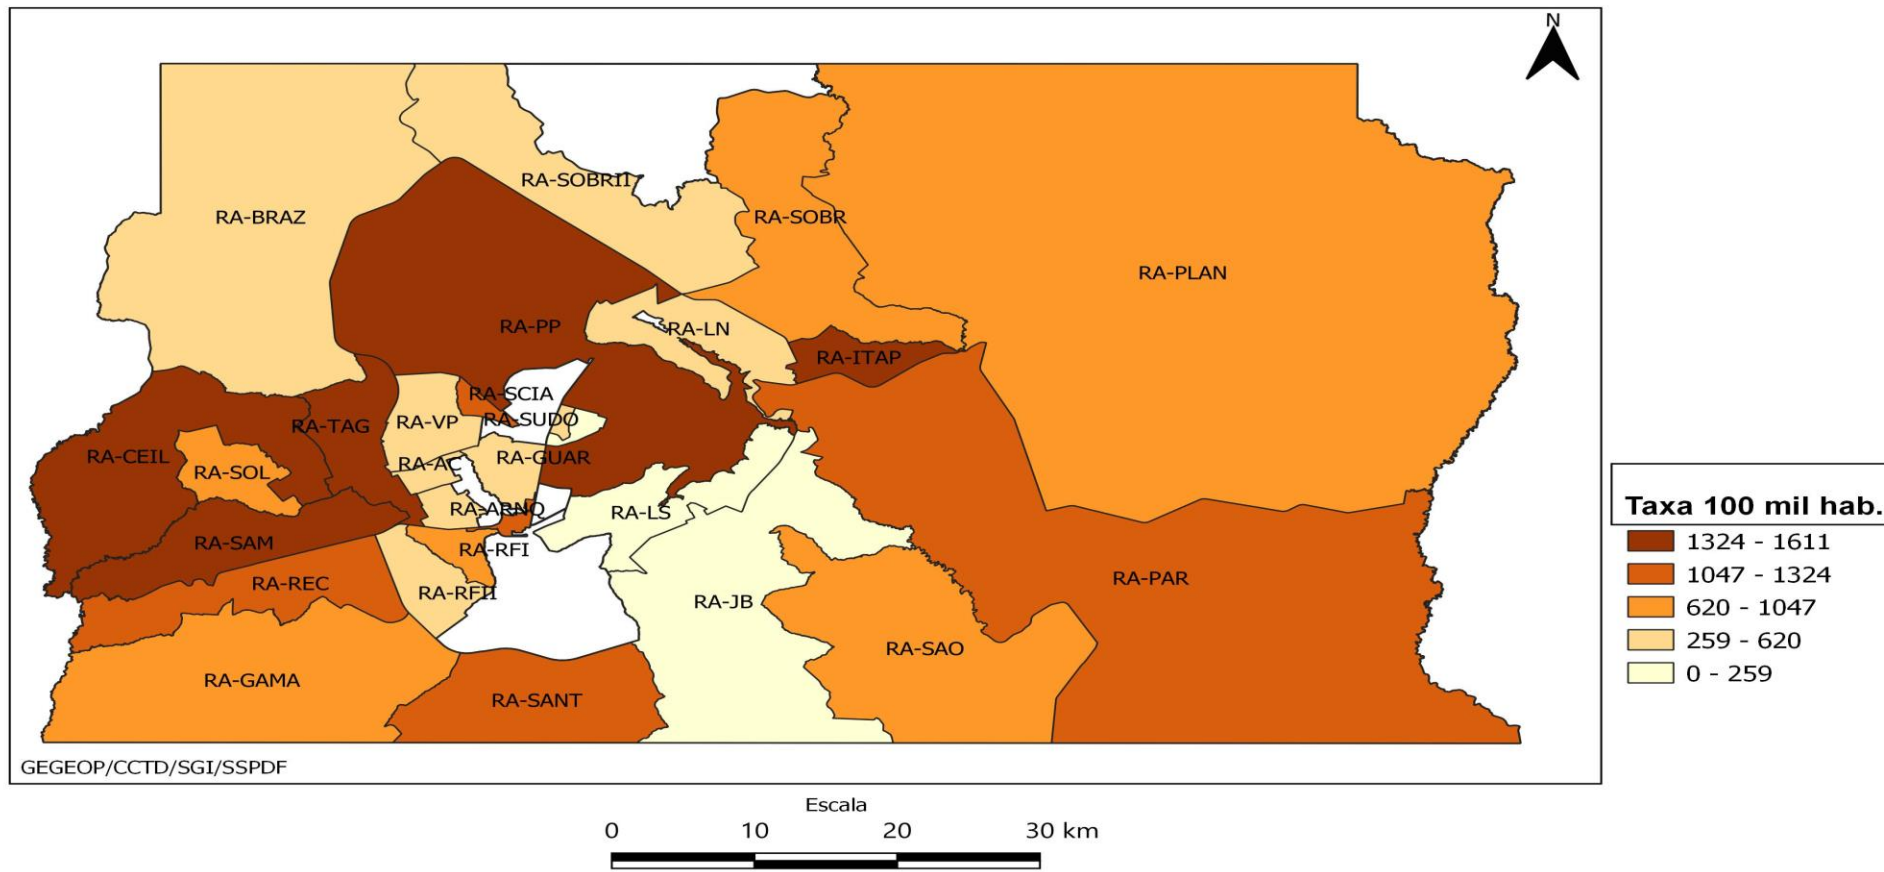 N
RA-SOBRII
RA-BRAZ
RA-SOBR
RA-PLAN
RA-PP
RA-LN
RA-ITAP
RA-SCIA
RA-VP
RA-SUDO
RA-TAG
RA-CEIL
RA-SOL
RA-AC
RA-GUAR
RA-ARNQ
RA-LS
RA-SAM
RA-RFI
RA-REC
RA-RFII
RA-JB
RA-PAR
RA-SAO
RA-GAMA
RA-SANT
Taxa 100 mil hab.
1324 - 1611
1047 - 1324
620 - 1047
259 - 620
0 - 259
GEGEOP/CCTD/SGI/SSPDF
Escala
0 10 20 30 km